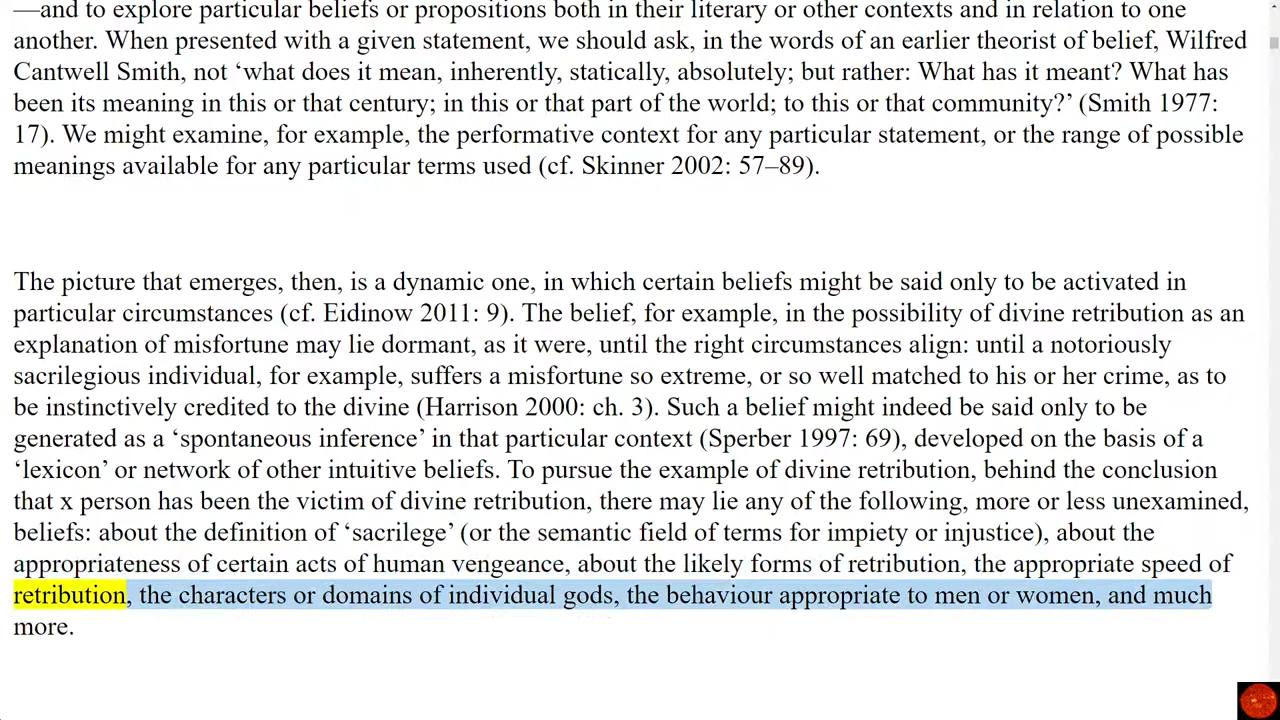 —and to explore particular beliefs or propositions both in their literary or other contexts and in relation to one
another. When presented with a given statement, we should ask, in the words of an earlier theorist of belief, Wilfred
Cantwell Smith, not ‘what does it mean, inherently, statically, absolutely; but rather: What has it meant? What has
been its meaning in this or that century; in this or that part of the world; to this or that community?’ (Smith 1977:
17). We might examine, for example, the performative context for any particular statement, or the range of possible
meanings available for any particular terms used (cf. Skinner 2002: 57–89).
The picture that emerges, then, is a dynamic one, in which certain beliefs might be said only to be activated in
particular circumstances (cf. Eidinow 2011: 9). The belief, for example, in the possibility of divine retribution as an
explanation of misfortune may lie dormant, as it were, until the right circumstances align: until a notoriously
sacrilegious individual, for example, suffers a misfortune so extreme, or so well matched to his or her crime, as to
be instinctively credited to the divine (Harrison 2000: ch. 3). Such a belief might indeed be said only to be
generated as a ‘spontaneous inference’ in that particular context (Sperber 1997: 69), developed on the basis of a
‘lexicon’ or network of other intuitive beliefs. To pursue the example of divine retribution, behind the conclusion
that x person has been the victim of divine retribution, there may lie any of the following, more or less unexamined,
beliefs: about the definition of ‘sacrilege’ (or the semantic field of terms for impiety or injustice), about the
appropriateness of certain acts of human vengeance, about the likely forms of retribution, the appropriate speed of
retribution, the characters or domains of individual gods, the behaviour appropriate to men or women, and much
more.